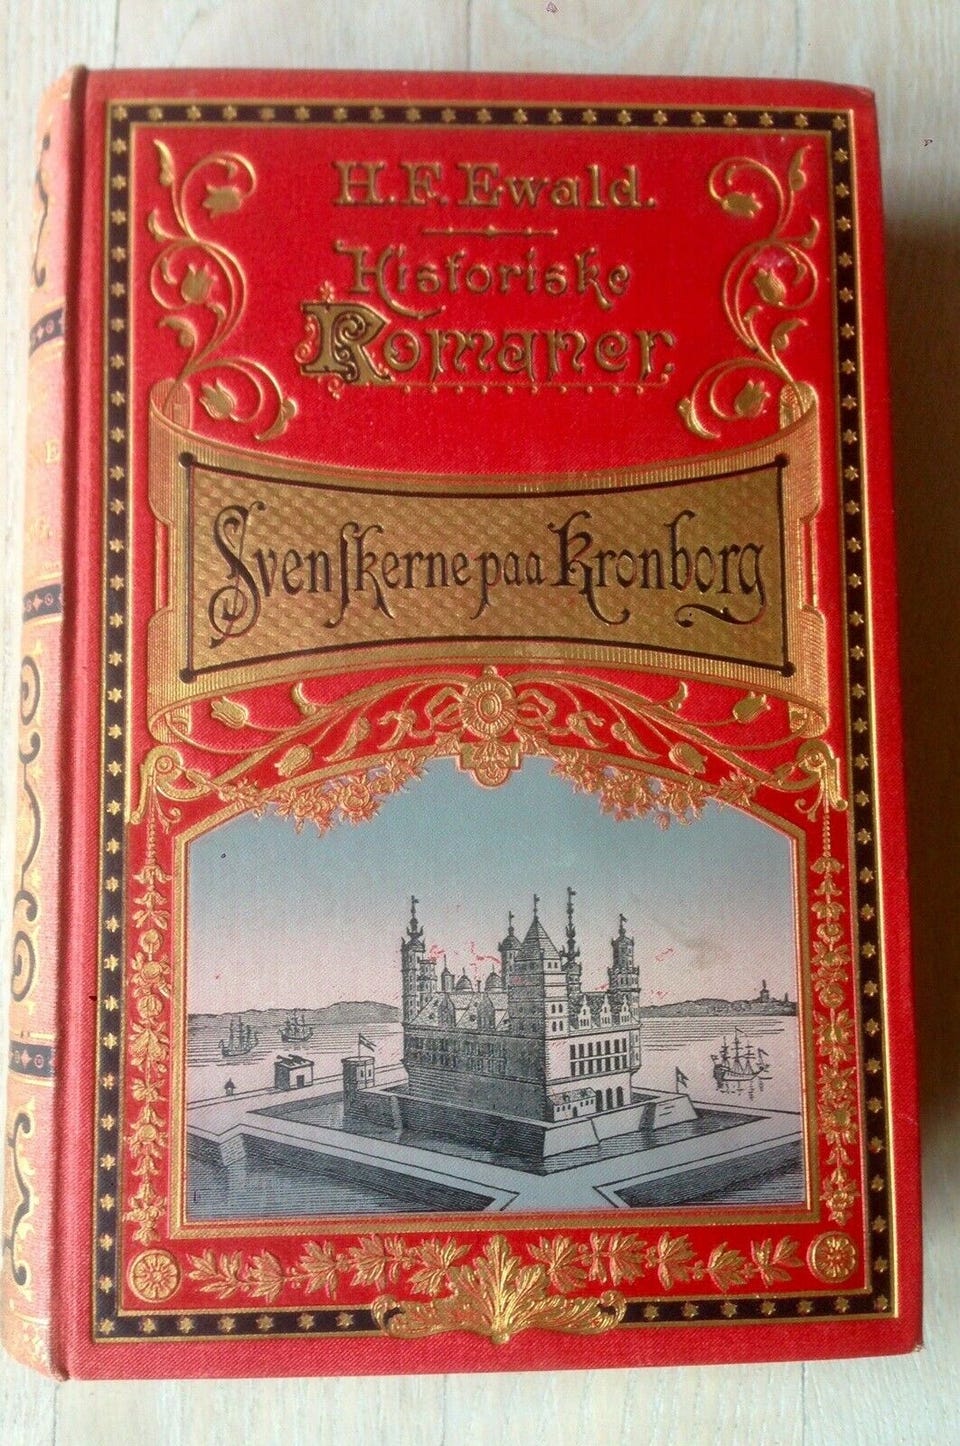 H.F. Ewald.
Historiske
Romaner.
Svenskerne paa Kronborg